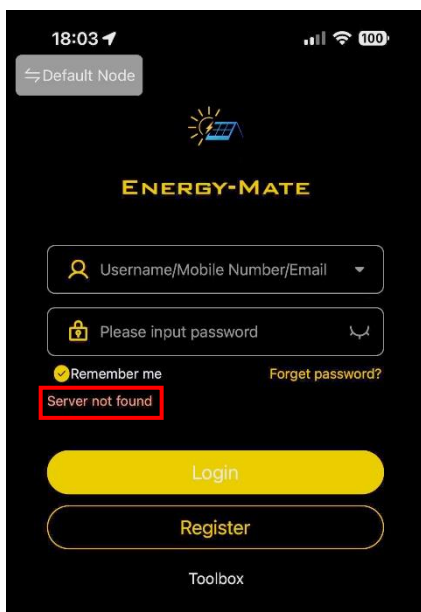 18:03
100
Default Node
ENERGY-MATE
Username/Mobile Number/Email
Please input password
Remember me Forget password?
Server not found
Login
Register
Toolbox